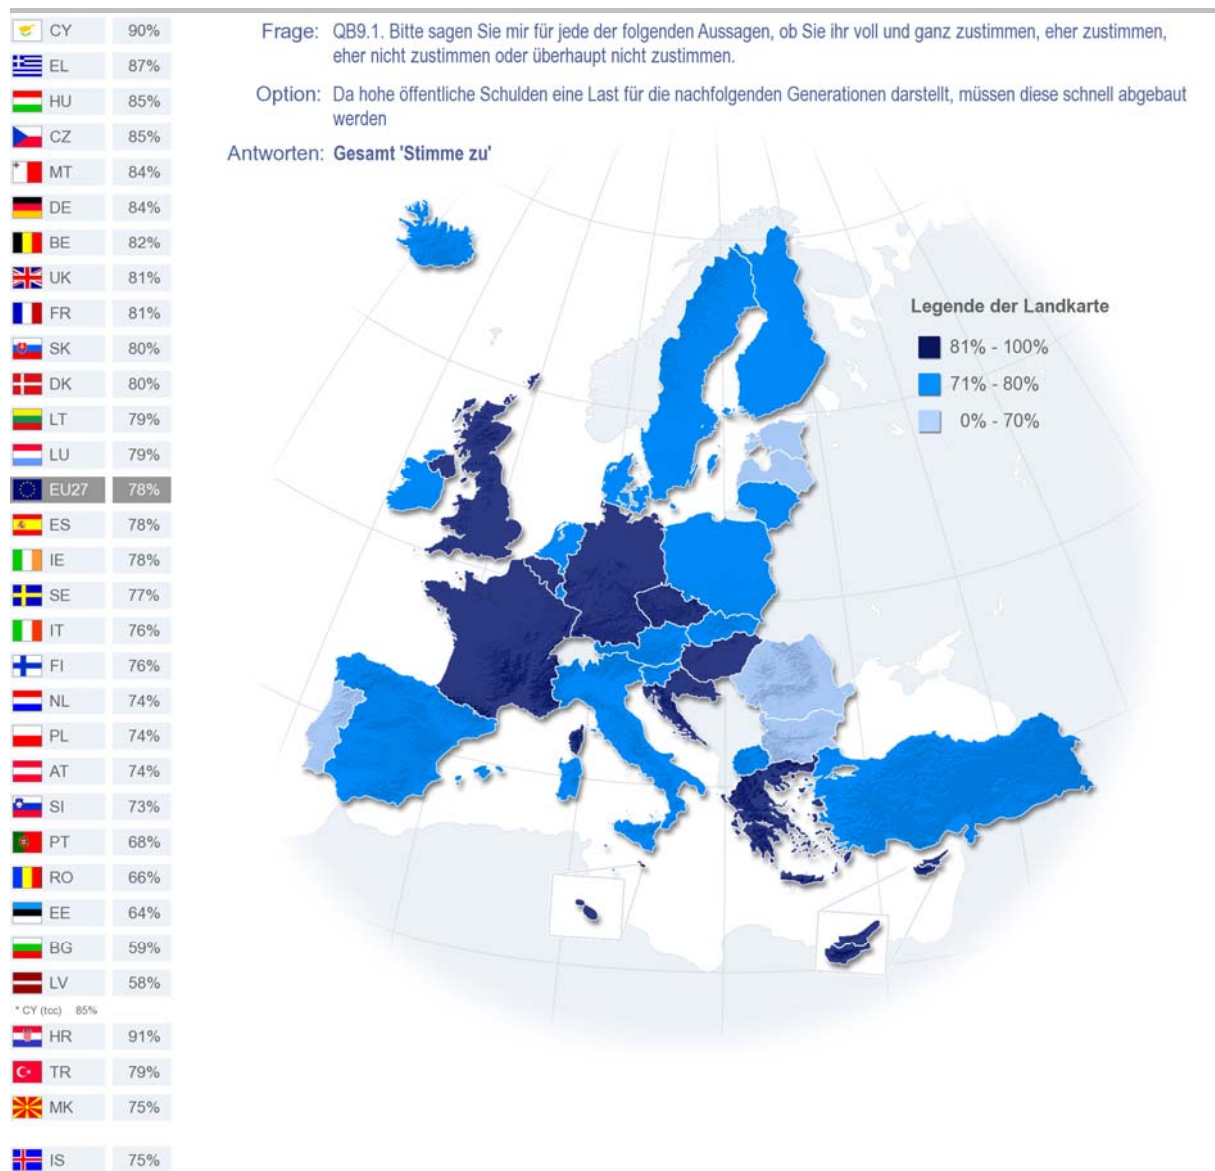 CY 90%
EL 87%
HU 85%
CZ 85%
MT 84%
DE 84%
BE 82%
UK 81%
FR 81%
SK 80%
DK 80%
LT 79%
LU 79%
EU27 78%
ES 78%
IE 78%
SE 77%
IT 76%
FI 76%
NL 74%
PL 74%
AT 74%
SI 73%
PT 68%
RO 66%
EE 64%
BG 59%
LV 58%
* CY (tcc) 85%
HR 91%
TR 79%
MK 75%
IS 75%
Frage: QB9.1. Bitte sagen Sie mir für jede der folgenden Aussagen, ob Sie ihr voll und ganz zustimmen, eher zustimmen,
eher nicht zustimmen oder überhaupt nicht zustimmen.
Option: Da hohe öffentliche Schulden eine Last für die nachfolgenden Generationen darstellt, müssen diese schnell abgebaut
werden
Antworten: Gesamt 'Stimme zu'
Legende der Landkarte
81% - 100%
71% - 80%
0% - 70%